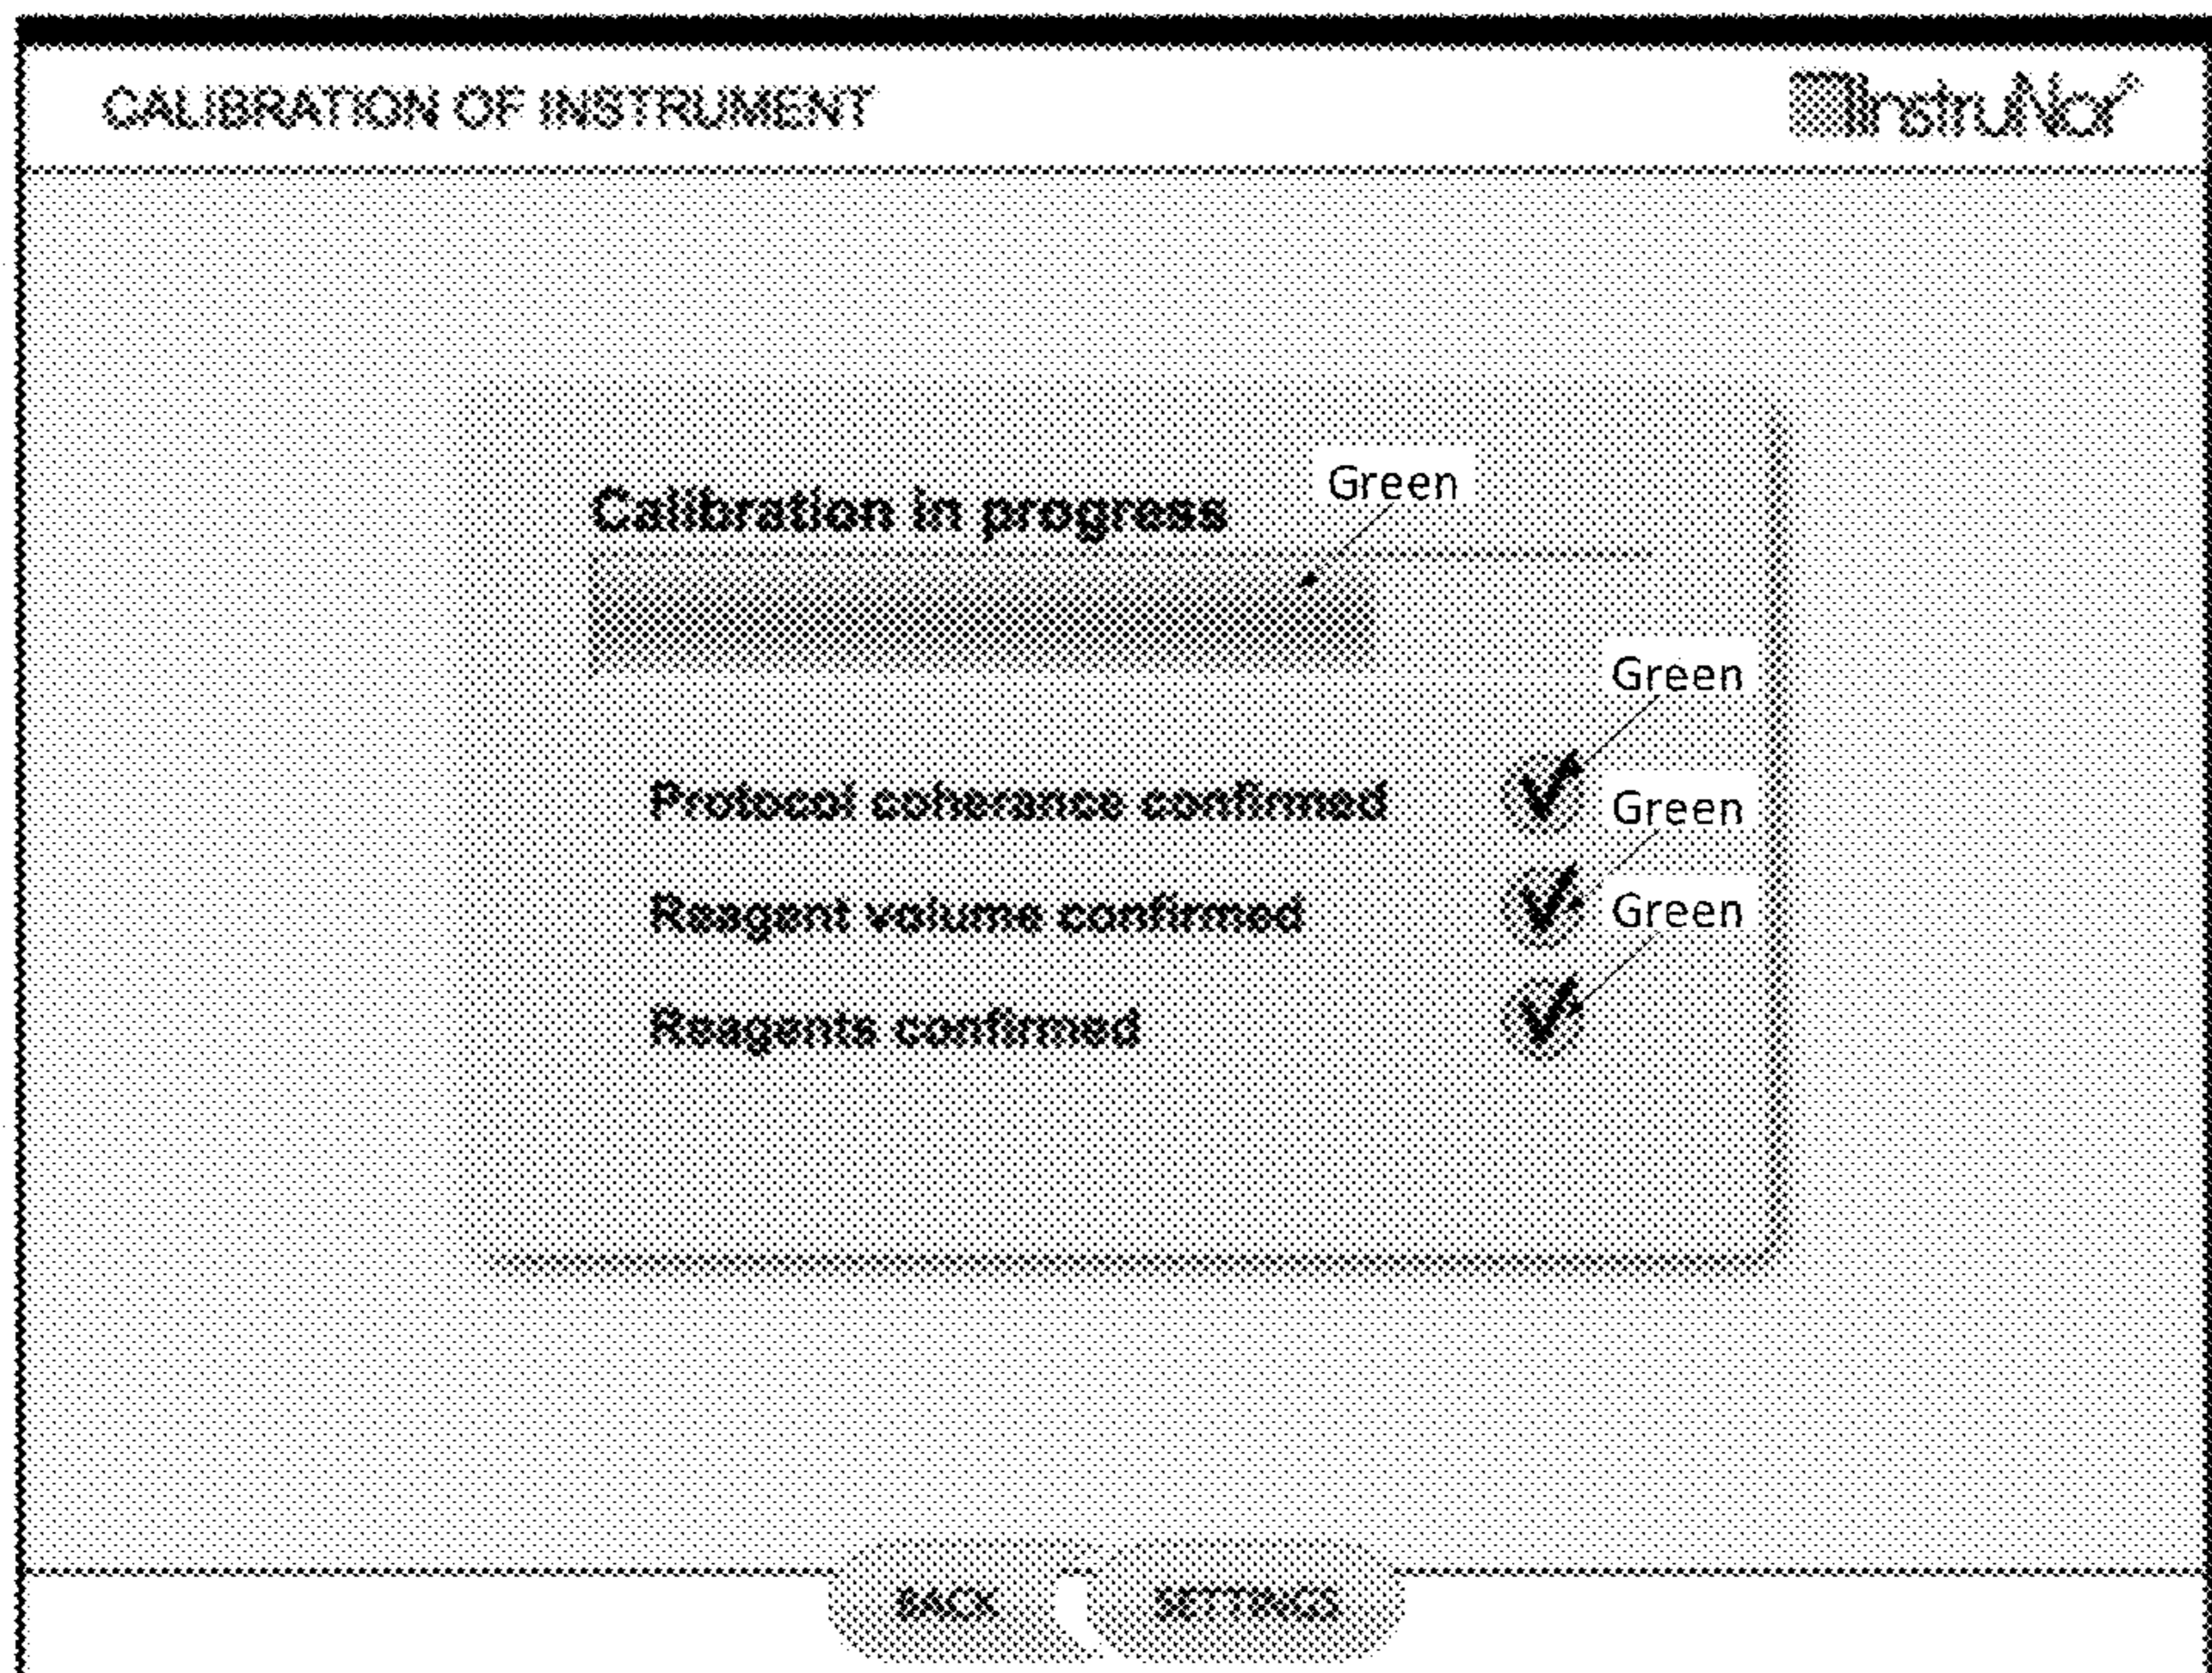 CALIBRATION OF INSTRUMENT
InstruNor
Green
Calibration in progress
Green
Protocol coherance confirmed
Green
Reagent volume confirmed
Green
Reagents confirmed
BACK SETTINGS